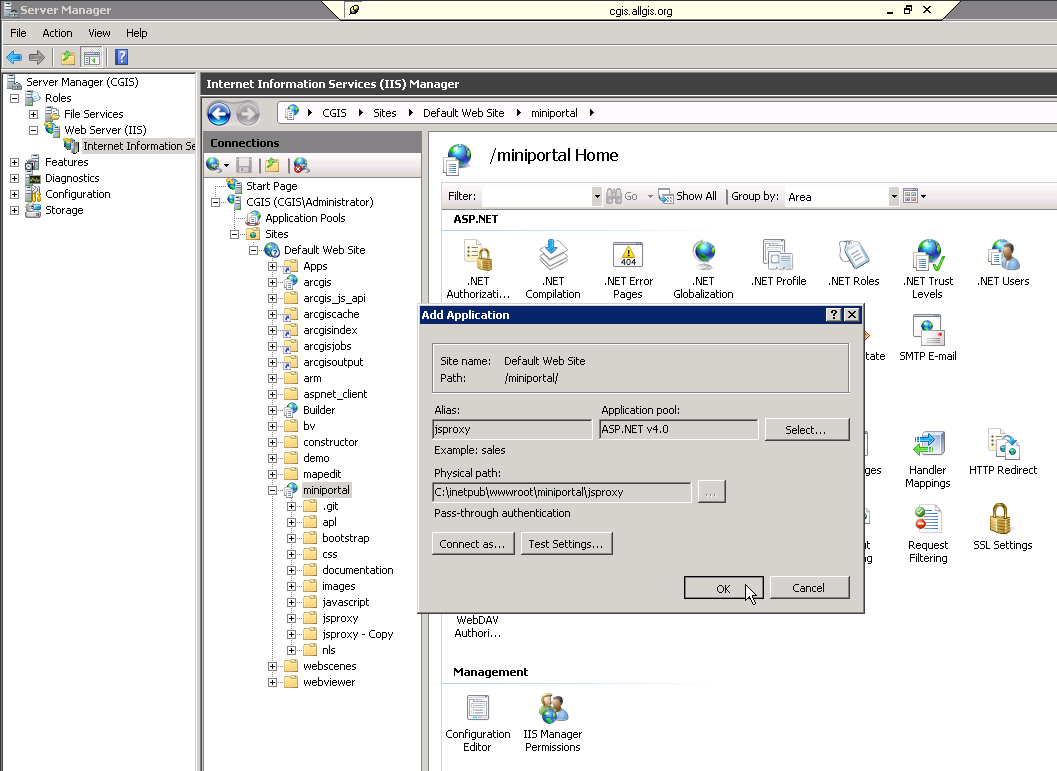 Server Manager
cgis.allgis.org
File Action View Help
Server Manager (CGIS)
Roles
File Services
Web Server (IIS)
Internet Information Se
Features
Diagnostics
Configuration
Storage
Internet Information Services (IIS) Manager
CGIS Sites Default Web Site miniportal
Connections
Start Page
CGIS (CGIS\Administrator)
Application Pools
Sites
Default Web Site
Apps
arcgis
arcgis_js_api
arcgiscache
arcgisindex
arcgisjobs
arcgisoutput
arm
aspnet_client
Builder
bv
constructor
demo
mapedit
miniportal
.git
apl
bootstrap
css
documentation
images
javascript
jsproxy
jsproxy - Copy
nls
webscenes
webviewer
/miniportal Home
Filter: Go Show All Group by: Area
ASP.NET
.NET Authorizati...
.NET Compilation
.NET Error Pages
.NET Globalization
.NET Profile
.NET Roles
.NET Trust Levels
.NET Users
404
tate
SMTP E-mail
Add Application
Site name: Default Web Site
Path: /miniportal/
Alias:
jsproxy
Application pool:
ASP.NET v4.0
Select...
Example: sales
Physical path:
C:\inetpub\wwwroot\miniportal\jsproxy
...
Pass-through authentication
Connect as...
Test Settings...
OK
Cancel
ges
Handler Mappings
HTTP Redirect
Request Filtering
SSL Settings
WebDAV Authori...
Management
Configuration Editor
IIS Manager Permissions